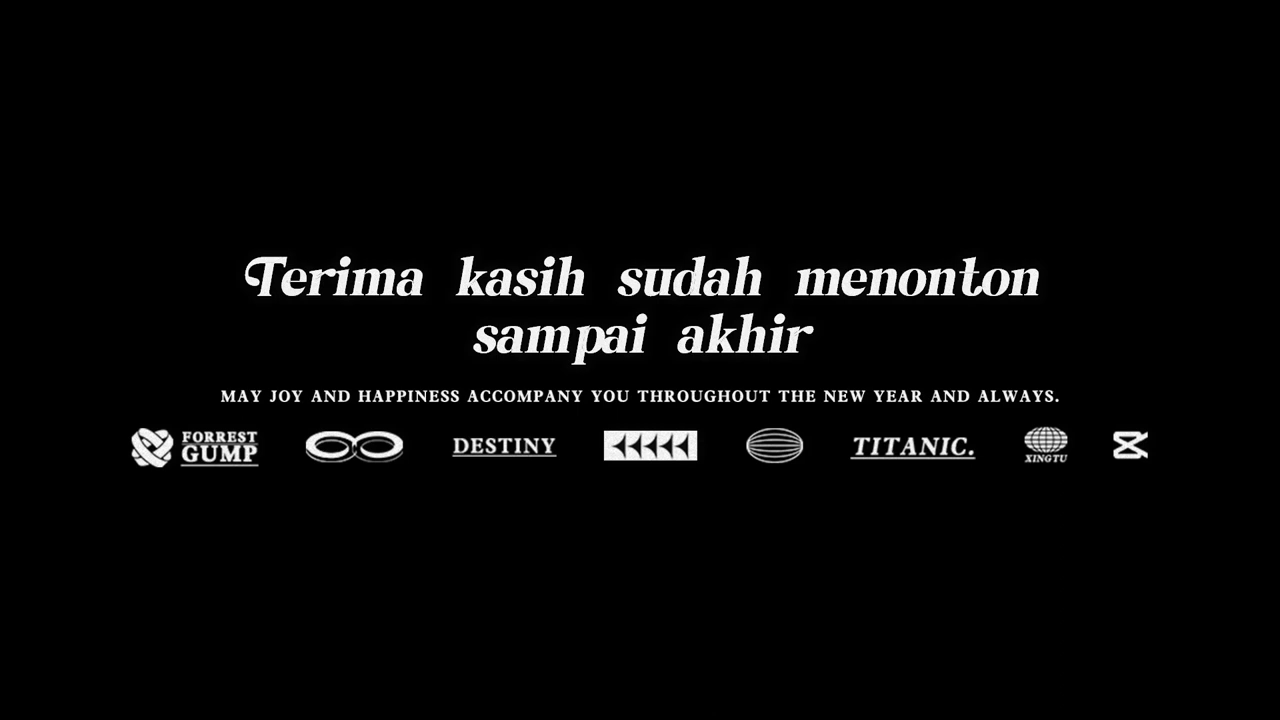 Terima kasih sudah menonton
sampai akhir
MAY JOY AND HAPPINESS ACCOMPANY YOU THROUGHOUT THE NEW YEAR AND ALWAYS.
FORREST
GUMP
DESTINY
TITANIC.
XINGTU